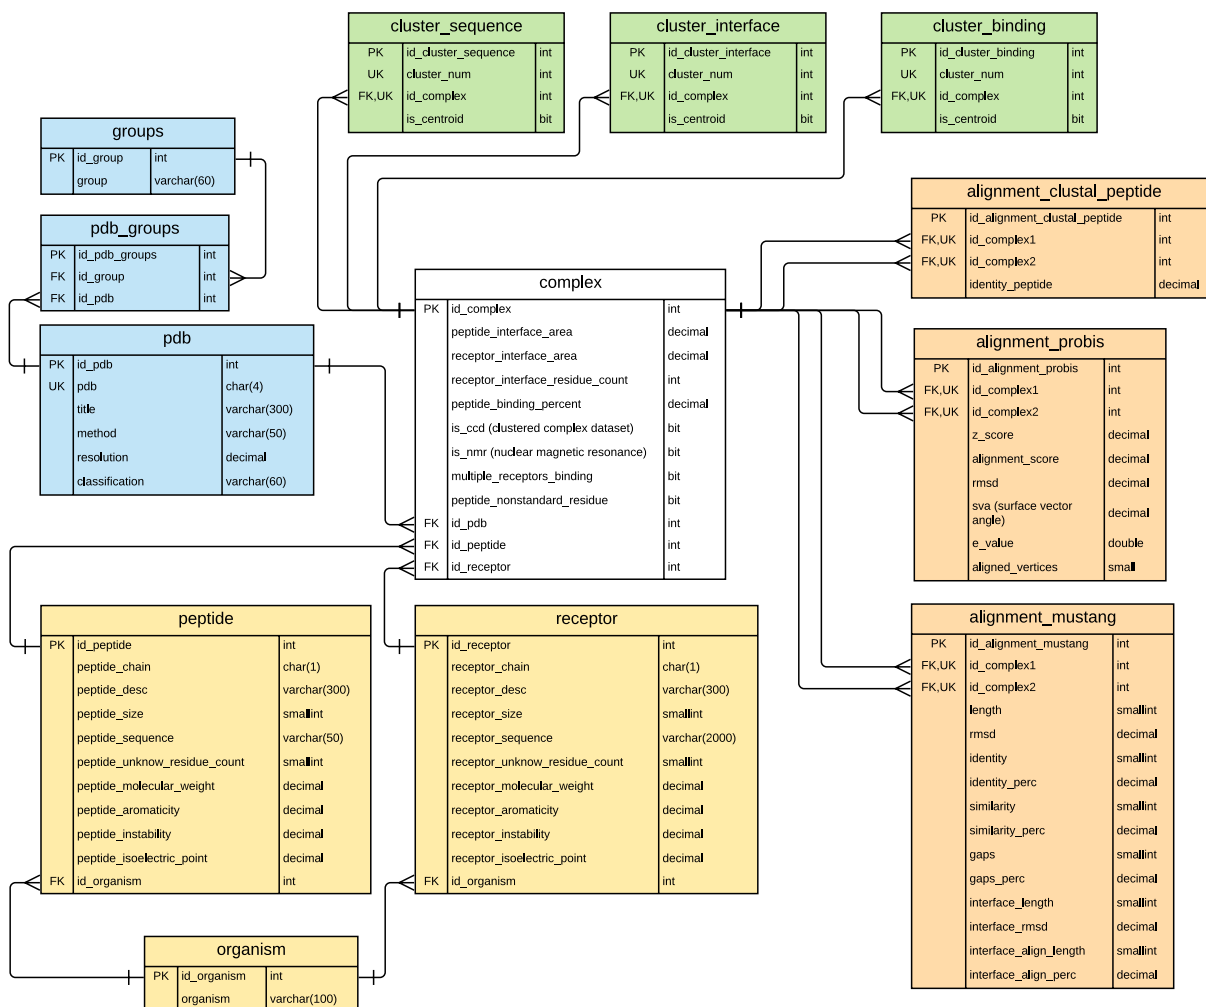 cluster_sequence
PK id_cluster_sequence int
UK cluster_num int
FK,UK id_complex int
is_centroid bit
cluster_interface
PK id_cluster_interface int
UK cluster_num int
FK,UK id_complex int
is_centroid bit
cluster_binding
PK id_cluster_binding int
UK cluster_num int
FK,UK id_complex int
is_centroid bit
groups
PK id_group int
group varchar(60)
pdb_groups
PK id_pdb_groups int
FK id_group int
FK id_pdb int
pdb
PK id_pdb int
UK pdb char(4)
title varchar(300)
method varchar(50)
resolution decimal
classification varchar(60)
complex
PK id_complex int
peptide_interface_area decimal
receptor_interface_area decimal
receptor_interface_residue_count int
peptide_binding_percent decimal
is_ccd (clustered complex dataset) bit
is_nmr (nuclear magnetic resonance) bit
multiple_receptors_binding bit
peptide_nonstandard_residue bit
FK id_pdb int
FK id_peptide int
FK id_receptor int
alignment_clustal_peptide
PK id_alignment_clustal_peptide int
FK,UK id_complex1 int
FK,UK id_complex2 int
identity_peptide decimal
alignment_probis
PK id_alignment_probis int
FK,UK id_complex1 int
FK,UK id_complex2 int
z_score decimal
alignment_score decimal
rmsd decimal
sva (surface vector
angle) decimal
e_value double
aligned_vertices small
peptide
PK id_peptide int
peptide_chain char(1)
peptide_desc varchar(300)
peptide_size smallint
peptide_sequence varchar(50)
peptide_unknow_residue_count smallint
peptide_molecular_weight decimal
peptide_aromaticity decimal
peptide_instability decimal
peptide_isoelectric_point decimal
FK id_organism int
receptor
PK id_receptor int
receptor_chain char(1)
receptor_desc varchar(300)
receptor_size smallint
receptor_sequence varchar(2000)
receptor_unknow_residue_count smallint
receptor_molecular_weight decimal
receptor_aromaticity decimal
receptor_instability decimal
receptor_isoelectric_point decimal
FK id_organism int
alignment_mustang
PK id_alignment_mustang int
FK,UK id_complex1 int
FK,UK id_complex2 int
length smallint
rmsd decimal
identity smallint
identity_perc decimal
similarity smallint
similarity_perc decimal
gaps smallint
gaps_perc decimal
interface_length smallint
interface_rmsd decimal
interface_align_length smallint
interface_align_perc decimal
organism
PK id_organism int
organism varchar(100)